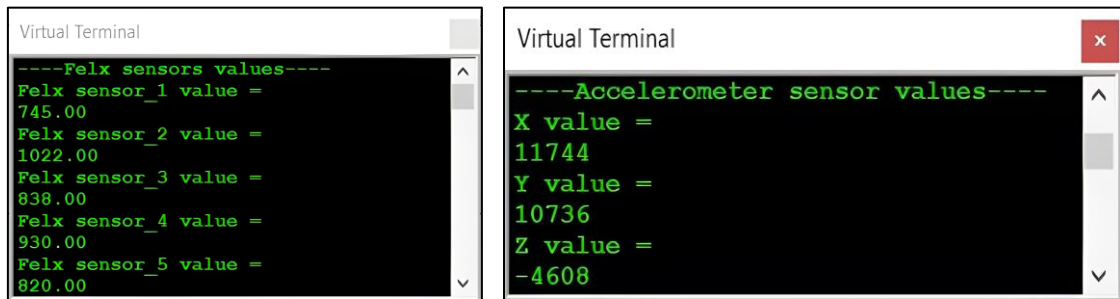 Virtual Terminal
----Felx sensors values----
Felx sensor_1 value =
745.00
Felx sensor_2 value =
1022.00
Felx sensor_3 value =
838.00
Felx sensor_4 value =
930.00
Felx sensor_5 value =
820.00
Virtual Terminal
----Accelerometer sensor values----
X value =
11744
Y value =
10736
Z value =
-4608